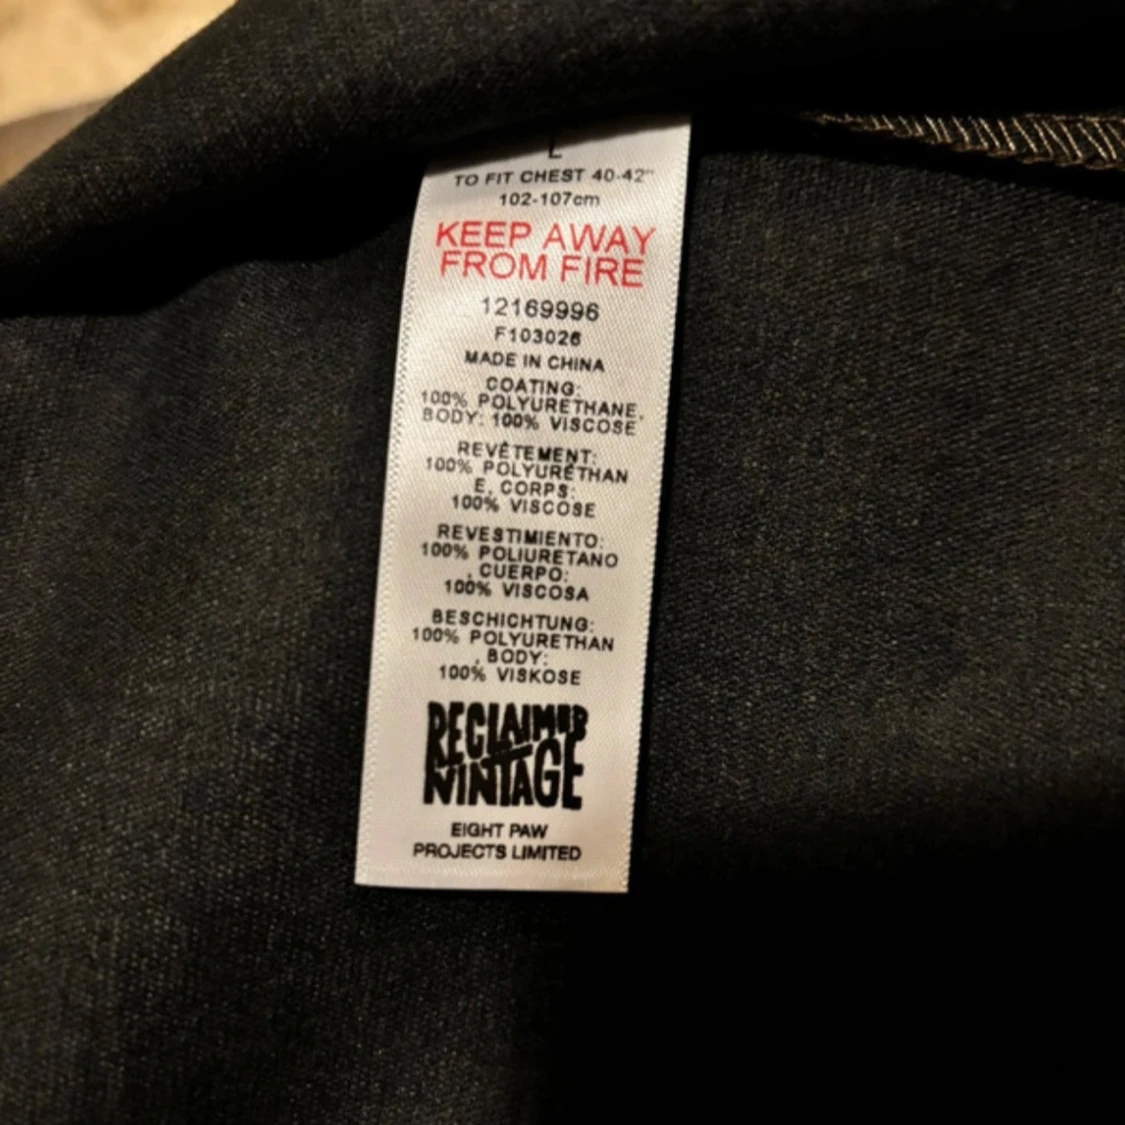 L
TO FIT CHEST 40-42"
102-107cm
KEEP AWAY
FROM FIRE
12169996
F103026
MADE IN CHINA
COATING:
100% POLYURETHANE,
BODY: 100% VISCOSE
REVÊTEMENT:
100% POLYURÉTHAN
E, CORPS:
100% VISCOSE
REVESTIMIENTO:
100% POLIURETANO
, CUERPO:
100% VISCOSA
BESCHICHTUNG:
100% POLYURETHAN
, BODY:
100% VISKOSE
RECLAIMED
VINTAGE
EIGHT PAW
PROJECTS LIMITED